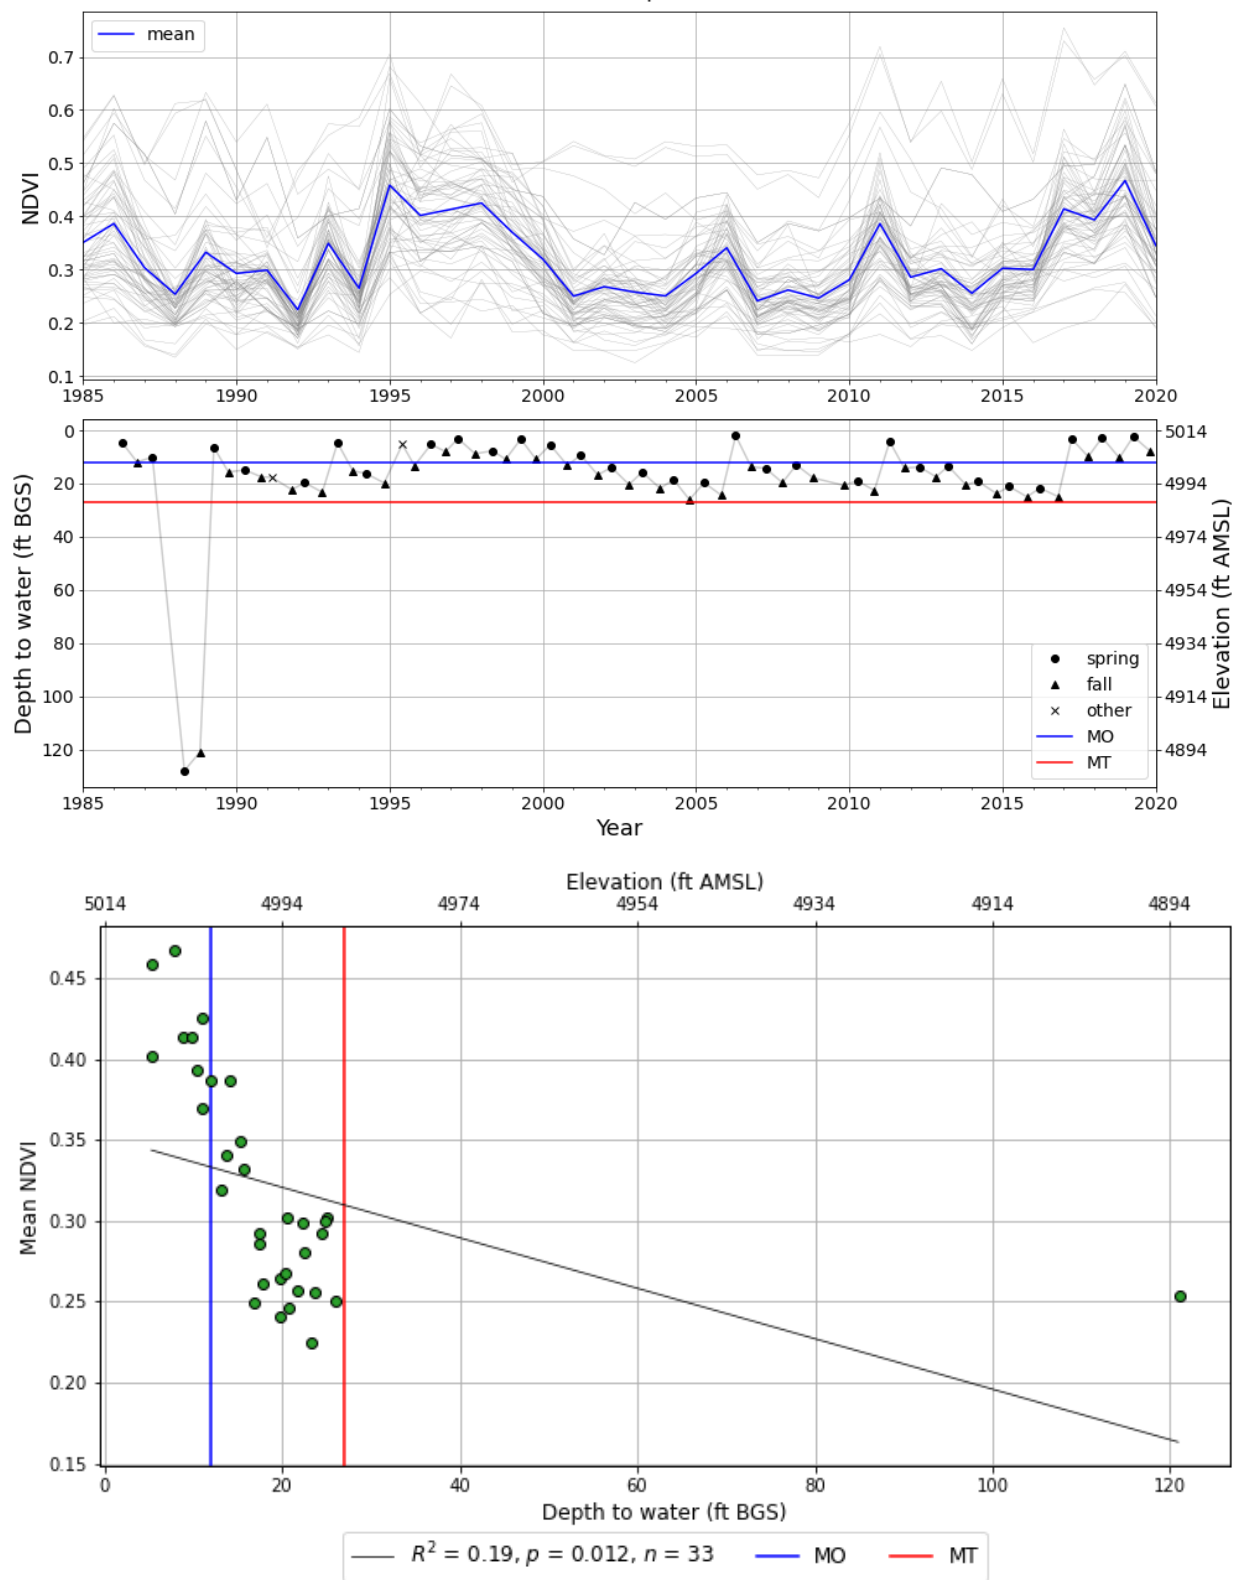 mean
0.7
0.6
0.5
0.4
0.3
0.2
0.1
NDVI
1985 1990 1995 2000 2005 2010 2015 2020
0 5014
20 4994
40 4974
60 4954
80 4934
100 4914
120 4894
Depth to water (ft BGS)
Elevation (ft AMSL)
spring
fall
other
MO
MT
1985 1990 1995 2000 2005 2010 2015 2020
Year
Elevation (ft AMSL)
5014 4994 4974 4954 4934 4914 4894
0.45
0.40
0.35
0.30
0.25
0.20
0.15
Mean NDVI
0 20 40 60 80 100 120
Depth to water (ft BGS)
R² = 0.19, p = 0.012, n = 33 MO MT